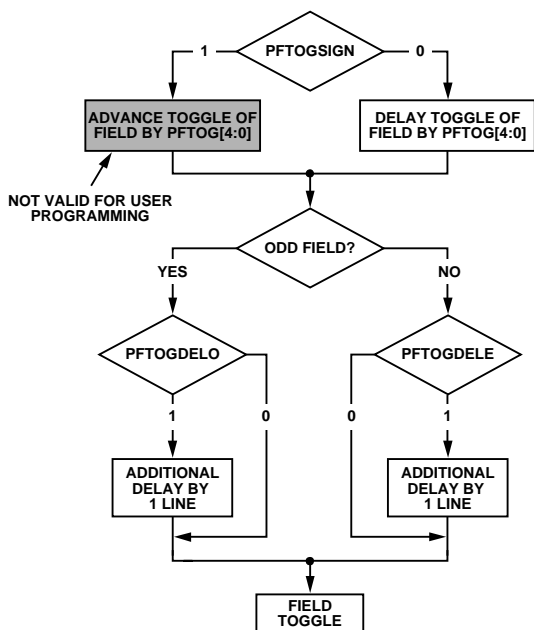 PFTOGSIGN
1
0
ADVANCE TOGGLE OF
FIELD BY PFTOG[4:0]
DELAY TOGGLE OF
FIELD BY PFTOG[4:0]
NOT VALID FOR USER
PROGRAMMING
ODD FIELD?
YES
NO
PFTOGDELO
PFTOGDELE
1
0
0
1
ADDITIONAL
DELAY BY
1 LINE
ADDITIONAL
DELAY BY
1 LINE
FIELD
TOGGLE